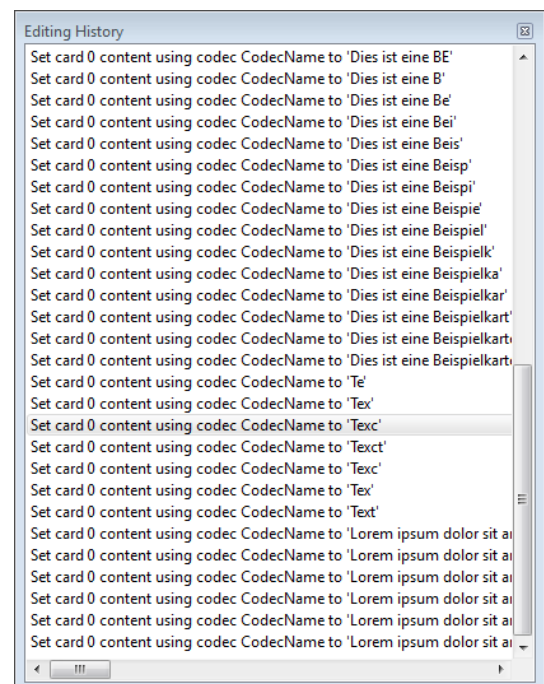 Editing History
Set card 0 content using codec CodecName to 'Dies ist eine BE'
Set card 0 content using codec CodecName to 'Dies ist eine B'
Set card 0 content using codec CodecName to 'Dies ist eine Be'
Set card 0 content using codec CodecName to 'Dies ist eine Bei'
Set card 0 content using codec CodecName to 'Dies ist eine Beis'
Set card 0 content using codec CodecName to 'Dies ist eine Beisp'
Set card 0 content using codec CodecName to 'Dies ist eine Beispi'
Set card 0 content using codec CodecName to 'Dies ist eine Beispie'
Set card 0 content using codec CodecName to 'Dies ist eine Beispiel'
Set card 0 content using codec CodecName to 'Dies ist eine Beispielk'
Set card 0 content using codec CodecName to 'Dies ist eine Beispielka'
Set card 0 content using codec CodecName to 'Dies ist eine Beispielkar'
Set card 0 content using codec CodecName to 'Dies ist eine Beispielkart'
Set card 0 content using codec CodecName to 'Dies ist eine Beispielkart
Set card 0 content using codec CodecName to 'Dies ist eine Beispielkart
Set card 0 content using codec CodecName to 'Te'
Set card 0 content using codec CodecName to 'Tex'
Set card 0 content using codec CodecName to 'Texc'
Set card 0 content using codec CodecName to 'Texct'
Set card 0 content using codec CodecName to 'Texc'
Set card 0 content using codec CodecName to 'Tex'
Set card 0 content using codec CodecName to 'Text'
Set card 0 content using codec CodecName to 'Lorem ipsum dolor sit a
Set card 0 content using codec CodecName to 'Lorem ipsum dolor sit a
Set card 0 content using codec CodecName to 'Lorem ipsum dolor sit a
Set card 0 content using codec CodecName to 'Lorem ipsum dolor sit a
Set card 0 content using codec CodecName to 'Lorem ipsum dolor sit a
Set card 0 content using codec CodecName to 'Lorem ipsum dolor sit a